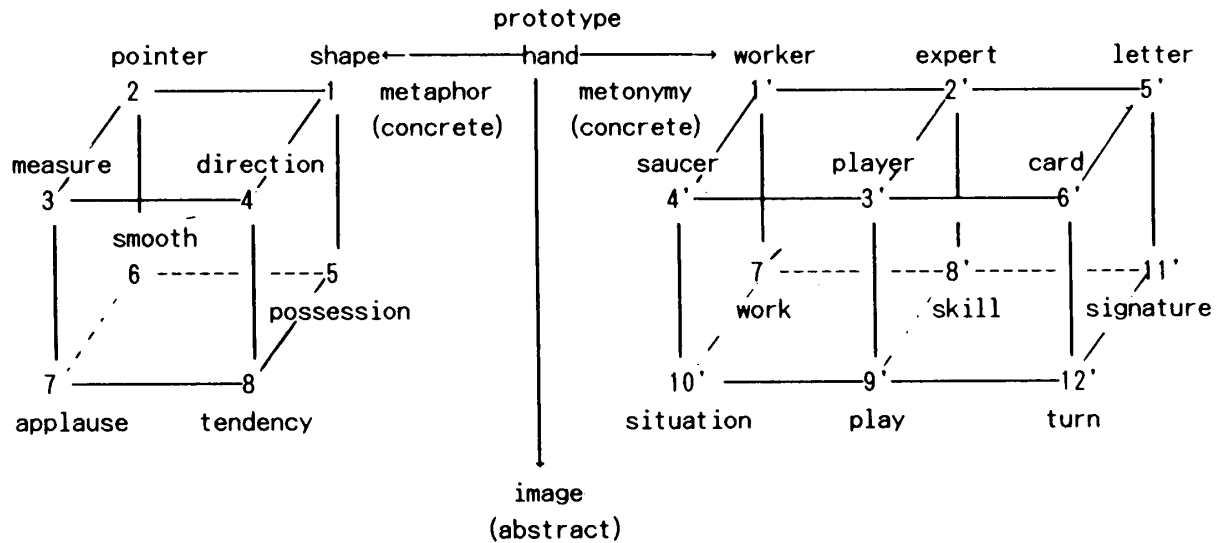 prototype
pointer shape hand worker expert letter
2 1 metaphor metonymy 1' 2' 5'
(concrete) (concrete)
measure direction saucer player card
3 4 4' 3' 6'
smooth
6 5 7' 8' 11'
possession work skill signature
7 8 10' 9' 12'
applause tendency situation play turn
image
(abstract)